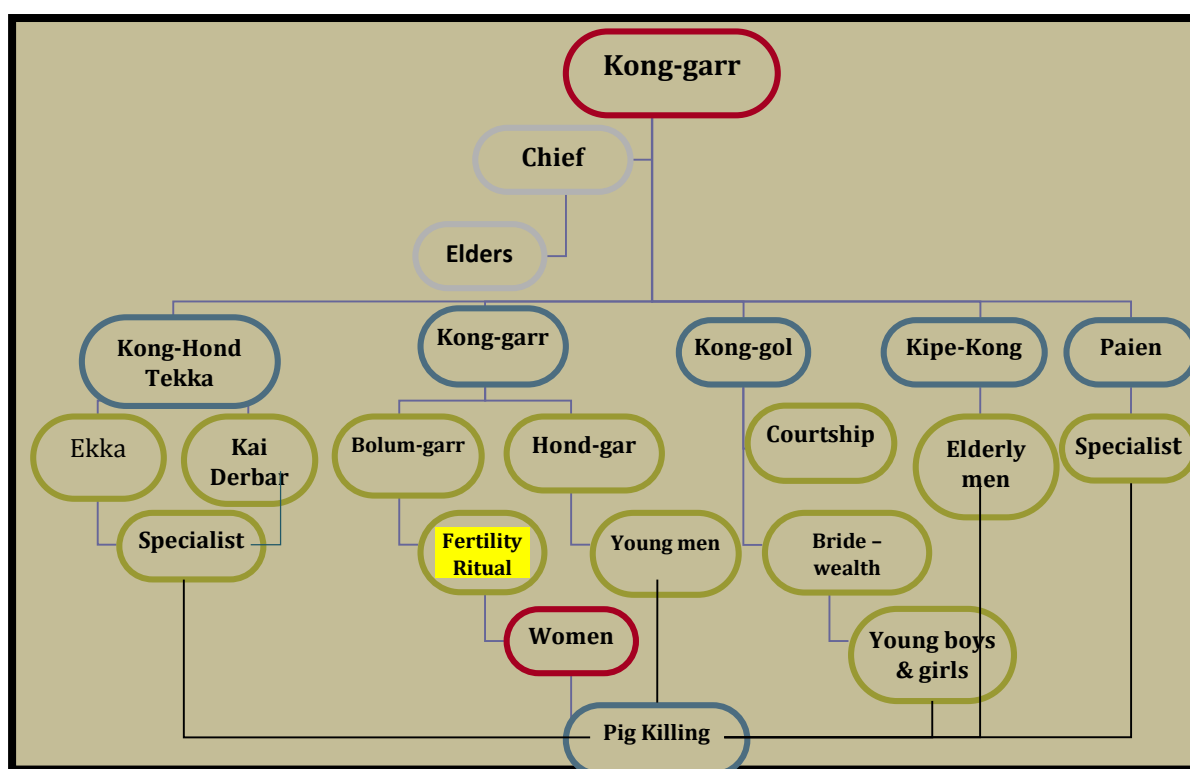 Kong-garr
Chief
Elders
Kong-Hond
Tekka
Kong-garr
Kong-gol
Kipe-Kong
Paien
Ekka
Kai
Derbar
Bolum-garr
Hond-gar
Courtship
Elderly
men
Specialist
Specialist
Fertility
Ritual
Young men
Bride –
wealth
Women
Young boys
& girls
Pig Killing